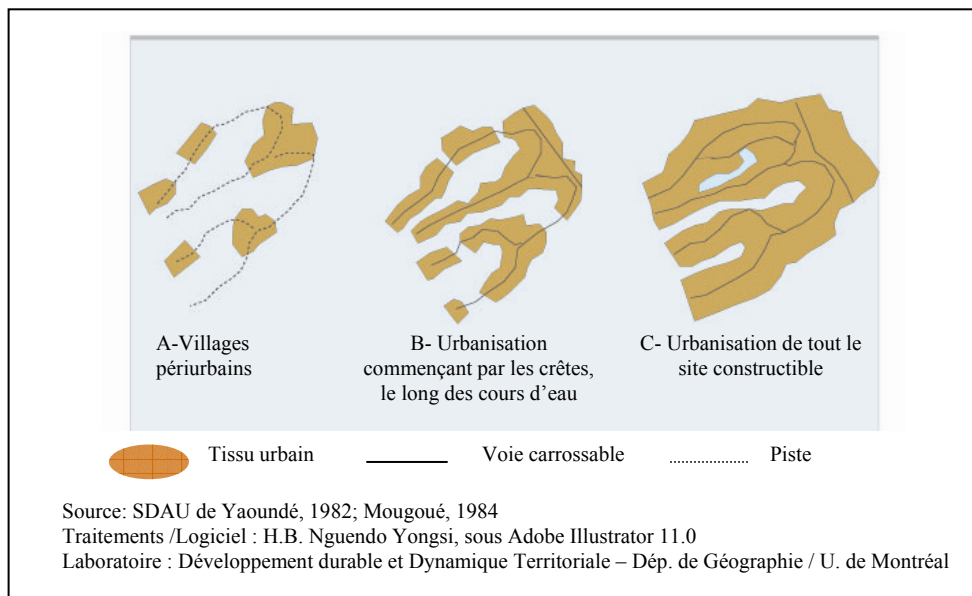 A-Villages
périurbains
B- Urbanisation
commençant par les crêtes,
le long des cours d’eau
C- Urbanisation de tout le
site constructible
Tissu urbain
Voie carrossable
Piste
Source: SDAU de Yaoundé, 1982; Mougoué, 1984
Traitements /Logiciel : H.B. Nguendo Yongsi, sous Adobe Illustrator 11.0
Laboratoire : Développement durable et Dynamique Territoriale – Dép. de Géographie / U. de Montréal